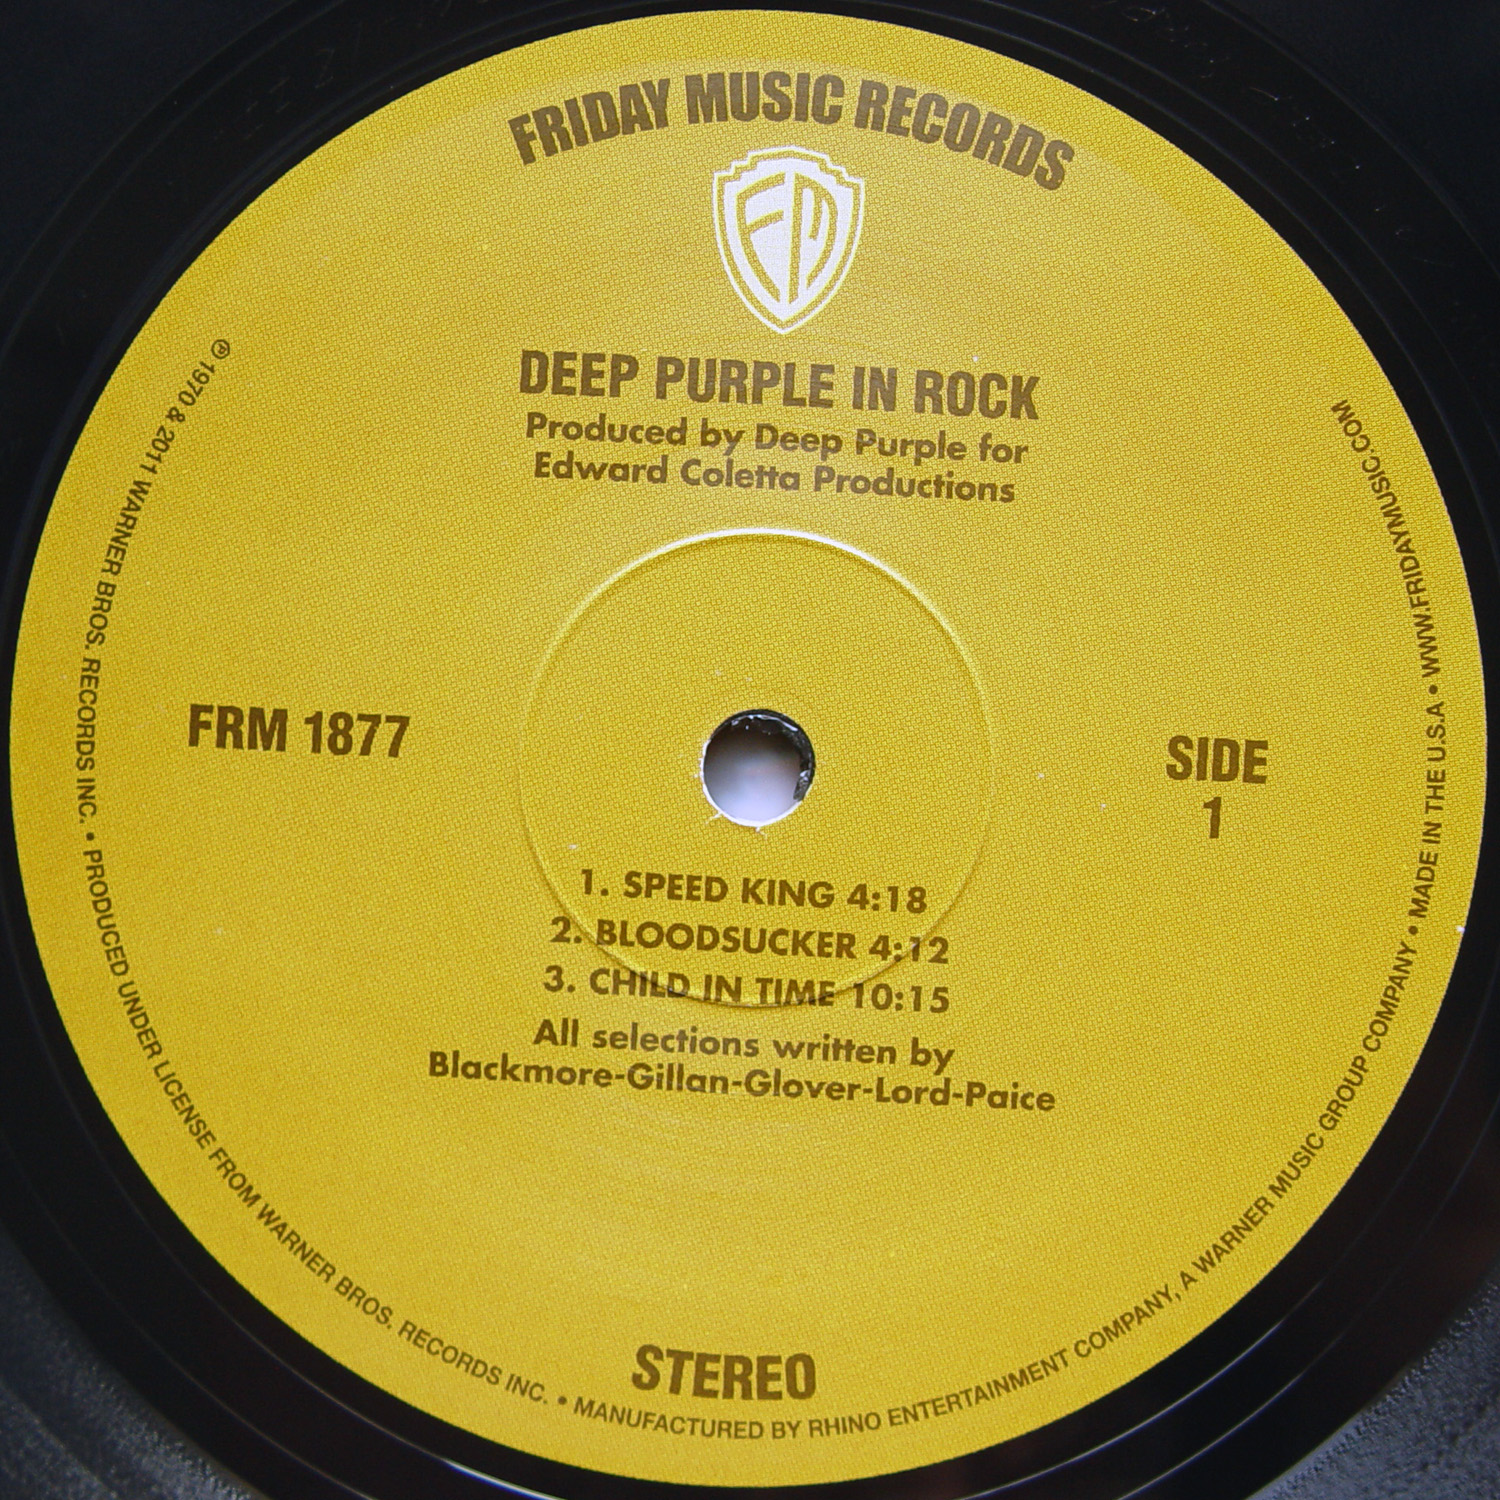 FRIDAY MUSIC RECORDS
FM
DEEP PURPLE IN ROCK
Produced by Deep Purple for
Edward Coletta Productions
FRM 1877
SIDE
1
1. SPEED KING 4:18
2. BLOODSUCKER 4:12
3. CHILD IN TIME 10:15
All selections written by
Blackmore-Gillan-Glover-Lord-Paice
STEREO
℗ 1970 & 2011 WARNER BROS. RECORDS INC. • PRODUCED UNDER LICENSE FROM WARNER BROS. RECORDS INC. • MANUFACTURED BY RHINO ENTERTAINMENT COMPANY, A WARNER MUSIC GROUP COMPANY • MADE IN THE U.S.A • WWW.FRIDAYMUSIC.COM